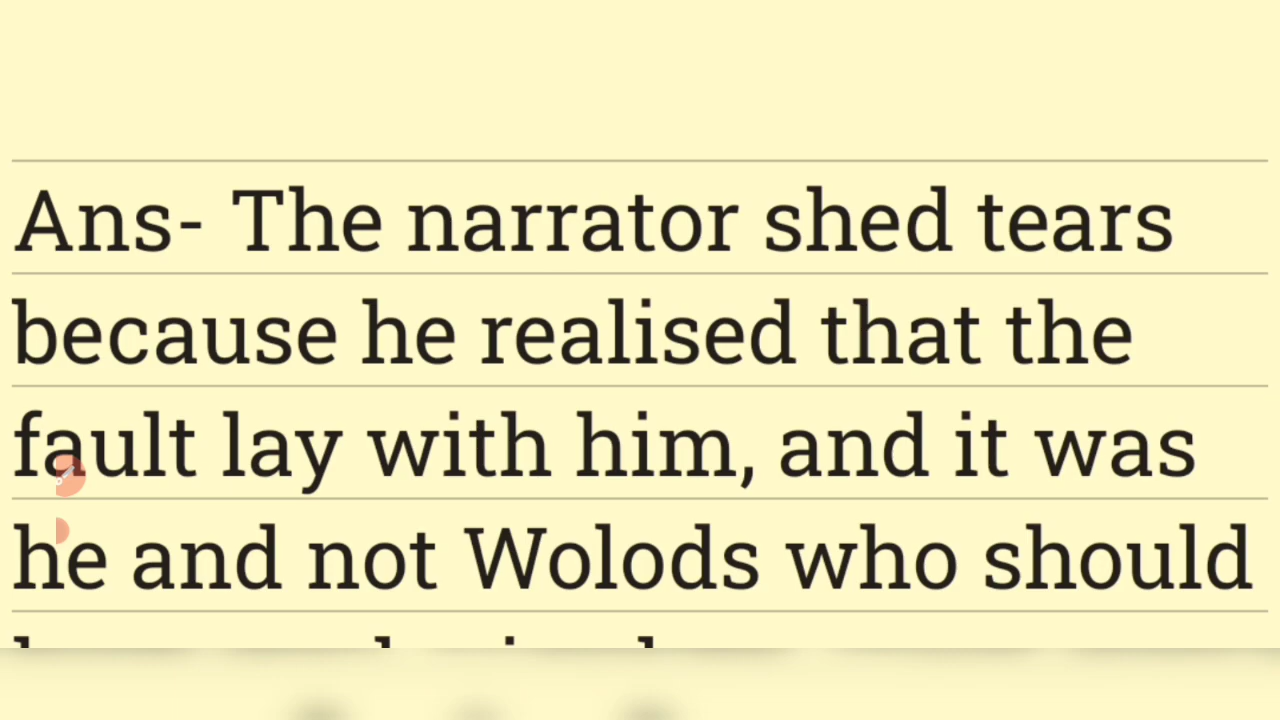 Ans- The narrator shed tears
because he realised that the
fault lay with him, and it was
he and not Wolods who should